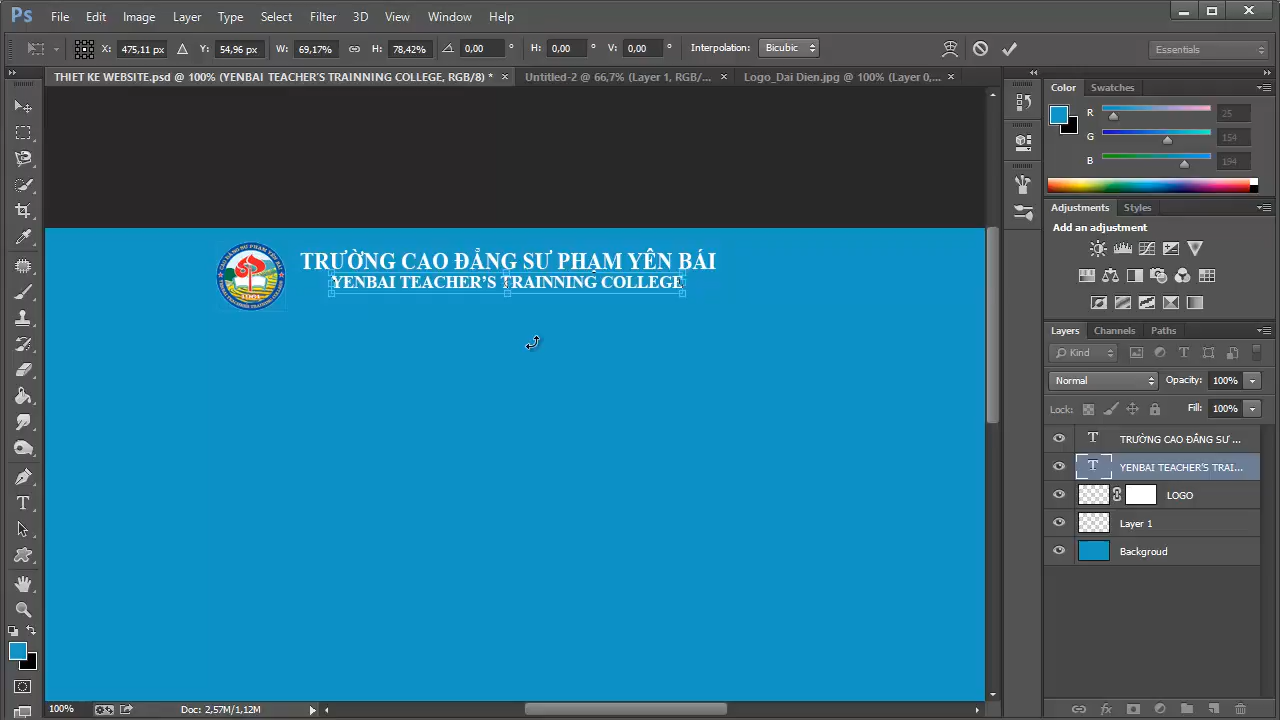 Ps File Edit Image Layer Type Select Filter 3D View Window Help
X: 475,11 px Y: 54,96 px W: 69,17% H: 78,42% 0,00 ° H: 0,00 ° V: 0,00 ° Interpolation: Bicubic Essentials
THIET KE WEBSITE.psd @ 100% (YENBAI TEACHER'S TRAINNING COLLEGE, RGB/8) * × Untitled-2 @ 66,7% (Layer 1, RGB/... × Logo_Dai Dien.jpg @ 100% (Layer 0,... ×
Color Swatches
R 25
G 154
B 194
Adjustments Styles
Add an adjustment
TRƯỜNG CAO ĐẲNG SƯ PHẠM YÊN BÁI
YENBAI TEACHER’S TRAINNING COLLEGE
Layers Channels Paths
Kind
Normal Opacity: 100%
Lock: Fill: 100%
T TRƯỜNG CAO ĐẲNG SƯ ...
T YENBAI TEACHER'S TRAI...
LOGO
Layer 1
Backgroud
100% Doc: 2,57M/1,12M